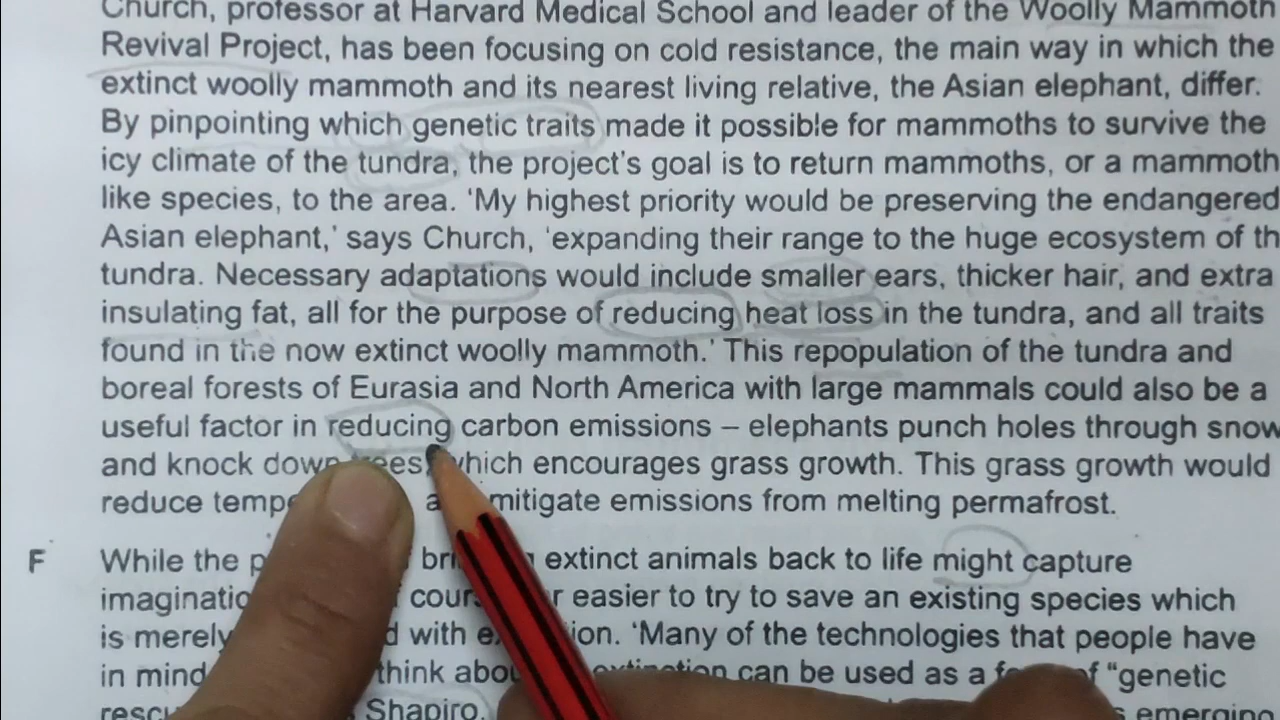 Church, professor at Harvard Medical School and leader of the Woolly Mammoth
Revival Project, has been focusing on cold resistance, the main way in which the
extinct woolly mammoth and its nearest living relative, the Asian elephant, differ.
By pinpointing which genetic traits made it possible for mammoths to survive the
icy climate of the tundra, the project's goal is to return mammoths, or a mammoth
like species, to the area. 'My highest priority would be preserving the endangered
Asian elephant,' says Church, 'expanding their range to the huge ecosystem of th
tundra. Necessary adaptations would include smaller ears, thicker hair, and extra
insulating fat, all for the purpose of reducing heat loss in the tundra, and all traits
found in the now extinct woolly mammoth.' This repopulation of the tundra and
boreal forests of Eurasia and North America with large mammals could also be a
useful factor in reducing carbon emissions – elephants punch holes through snow
and knock down trees, which encourages grass growth. This grass growth would
reduce mitigate emissions from melting permafrost.
F While the extinct animals back to life might capture
easier to try to save an existing species which
is merely with 'Many of the technologies that people have
in mind think about can be used as a of "genetic
Shapiro, emerging